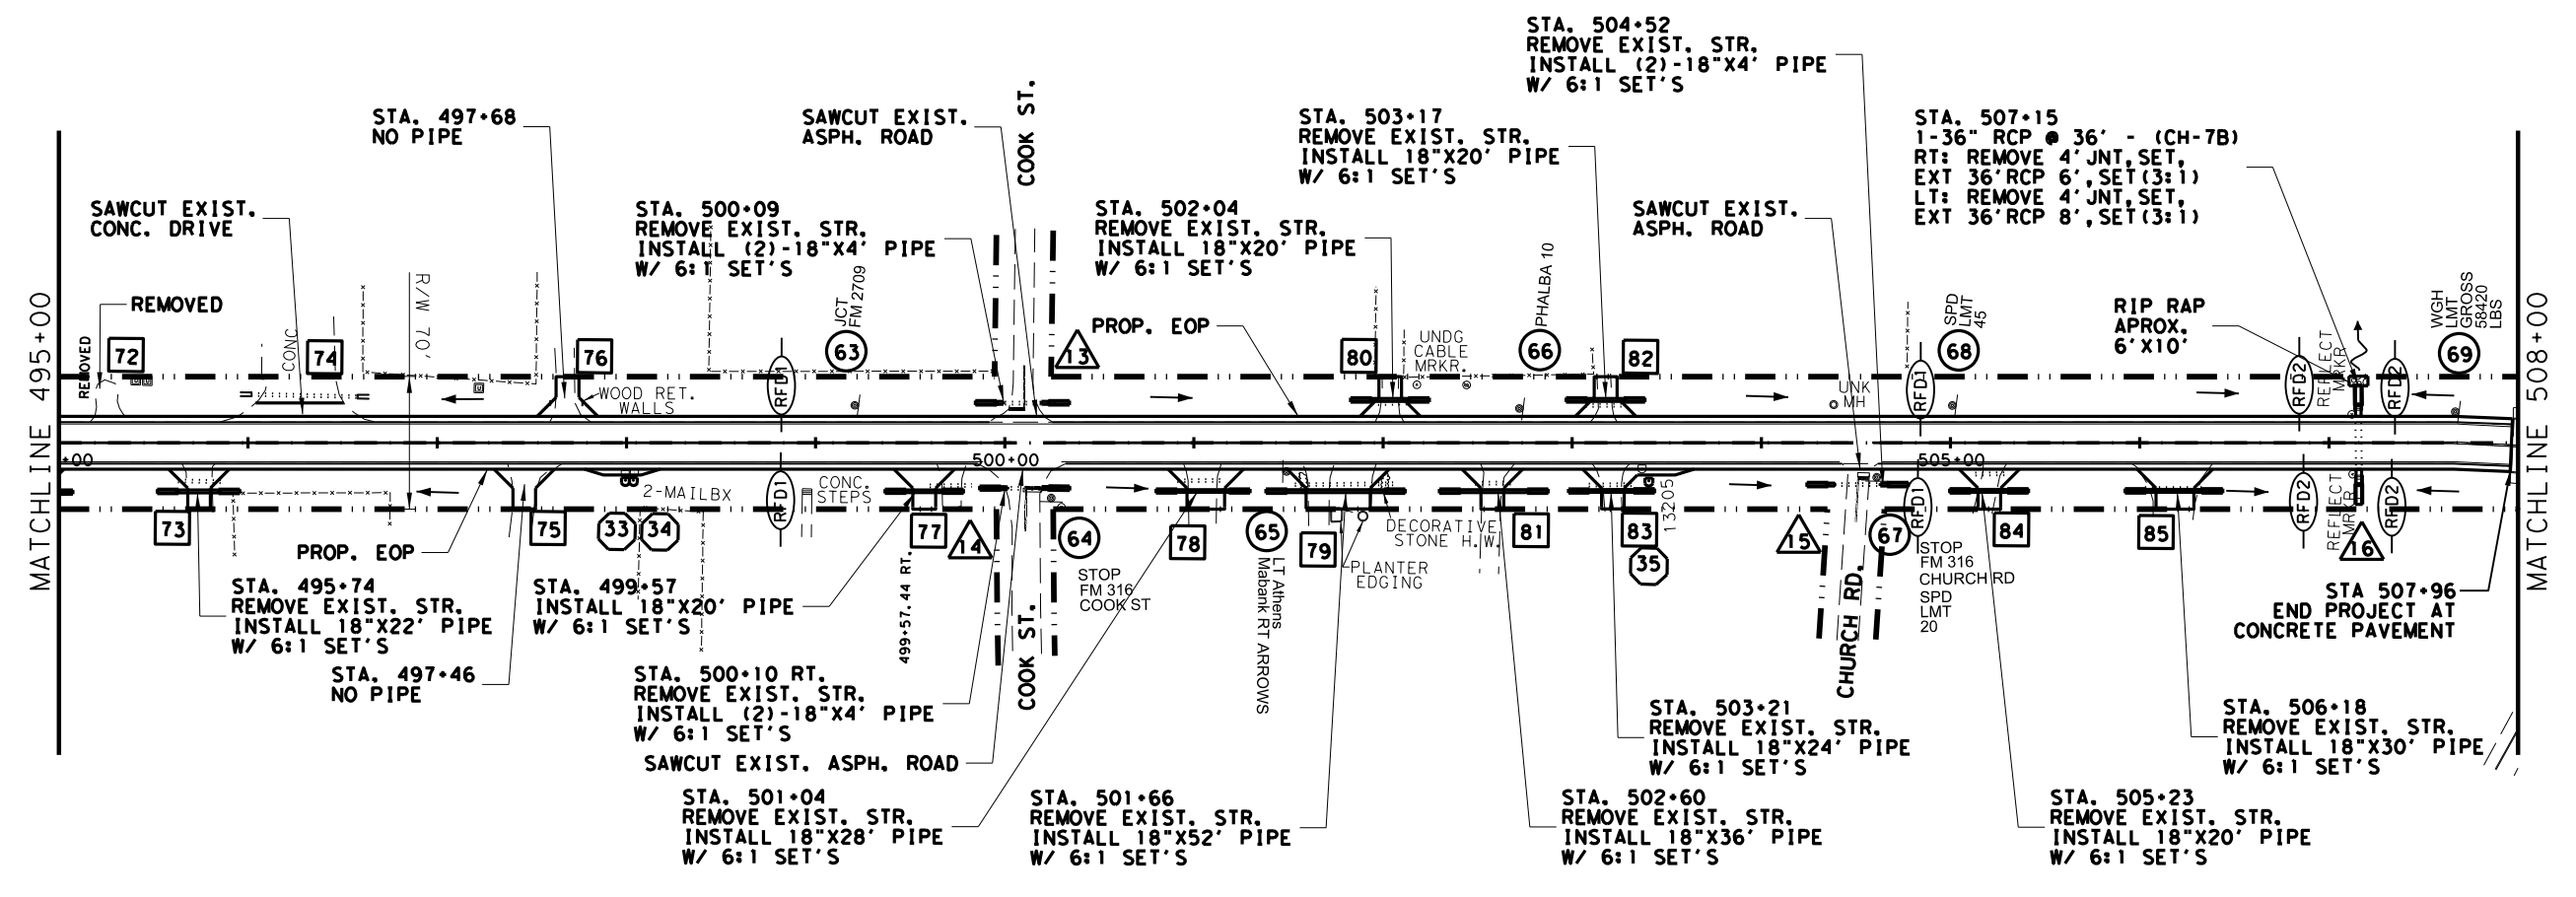 STA. 504+52
REMOVE EXIST. STR.
INSTALL (2)-18"X4' PIPE
W/ 6:1 SET'S
STA. 497+68
NO PIPE
SAWCUT EXIST.
ASPH. ROAD
COOK ST.
STA. 503+17
REMOVE EXIST. STR.
INSTALL 18"X20' PIPE
W/ 6:1 SET'S
STA. 507+15
1-36" RCP @ 36' - (CH-7B)
RT: REMOVE 4' JNT,SET,
EXT 36'RCP 6',SET(3:1)
LT: REMOVE 4' JNT,SET,
EXT 36'RCP 8',SET(3:1)
SAWCUT EXIST.
CONC. DRIVE
STA. 500+09
REMOVE EXIST. STR.
INSTALL (2)-18"X4' PIPE
W/ 6:1 SET'S
STA. 502+04
REMOVE EXIST. STR.
INSTALL 18"X20' PIPE
W/ 6:1 SET'S
SAWCUT EXIST.
ASPH. ROAD
MATCHLINE 495+00
REMOVED
REMOVED
72
CONC
74
R/W 70'
76
WOOD RET.
WALLS
RFD1
JCT
FM 2709
63
13
PROP. EOP
80
UNDG
CABLE
MRKR.
PHALBA 10
66
82
UNK
MH
RFD1
SPD
LMT
45
68
RIP RAP
APROX.
6'X10'
RFD2
REFLECT
MRKR
RFD2
WGH
LMT
GROSS
58420
LBS
69
MATCHLINE 508+00
+00
500+00
505+00
73
75
2-MAILBX
33
34
RFD1
CONC.
STEPS
77
14
64
78
65
79
DECORATIVE
STONE H.W.
PLANTER
EDGING
81
83
13205
35
15
67
RFD1
84
85
RFD2
REFLECT
MRKR
16
RFD2
PROP. EOP
STA. 495+74
REMOVE EXIST. STR.
INSTALL 18"X22' PIPE
W/ 6:1 SET'S
STA. 499+57
INSTALL 18"X20' PIPE
W/ 6:1 SET'S
499+57.44 RT.
STOP
FM 316
COOK ST
LT Athens
Mabank RT ARROWS
CHURCH RD.
STOP
FM 316
CHURCH RD
SPD
LMT
20
STA 507+96
END PROJECT AT
CONCRETE PAVEMENT
STA. 497+46
NO PIPE
STA. 500+10 RT.
REMOVE EXIST. STR.
INSTALL (2)-18"X4' PIPE
W/ 6:1 SET'S
COOK ST.
SAWCUT EXIST. ASPH. ROAD
STA. 503+21
REMOVE EXIST. STR.
INSTALL 18"X24' PIPE
W/ 6:1 SET'S
STA. 506+18
REMOVE EXIST. STR.
INSTALL 18"X30' PIPE
W/ 6:1 SET'S
STA. 501+04
REMOVE EXIST. STR.
INSTALL 18"X28' PIPE
W/ 6:1 SET'S
STA. 501+66
REMOVE EXIST. STR.
INSTALL 18"X52' PIPE
W/ 6:1 SET'S
STA. 502+60
REMOVE EXIST. STR.
INSTALL 18"X36' PIPE
W/ 6:1 SET'S
STA. 505+23
REMOVE EXIST. STR.
INSTALL 18"X20' PIPE
W/ 6:1 SET'S